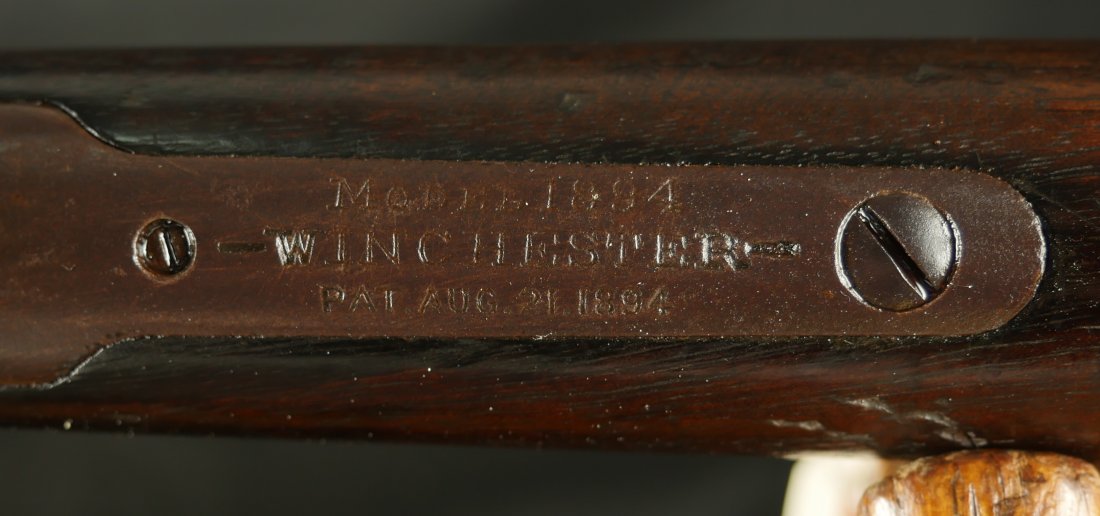 Model 1894
-WINCHESTER-
PAT. AUG. 21. 1894